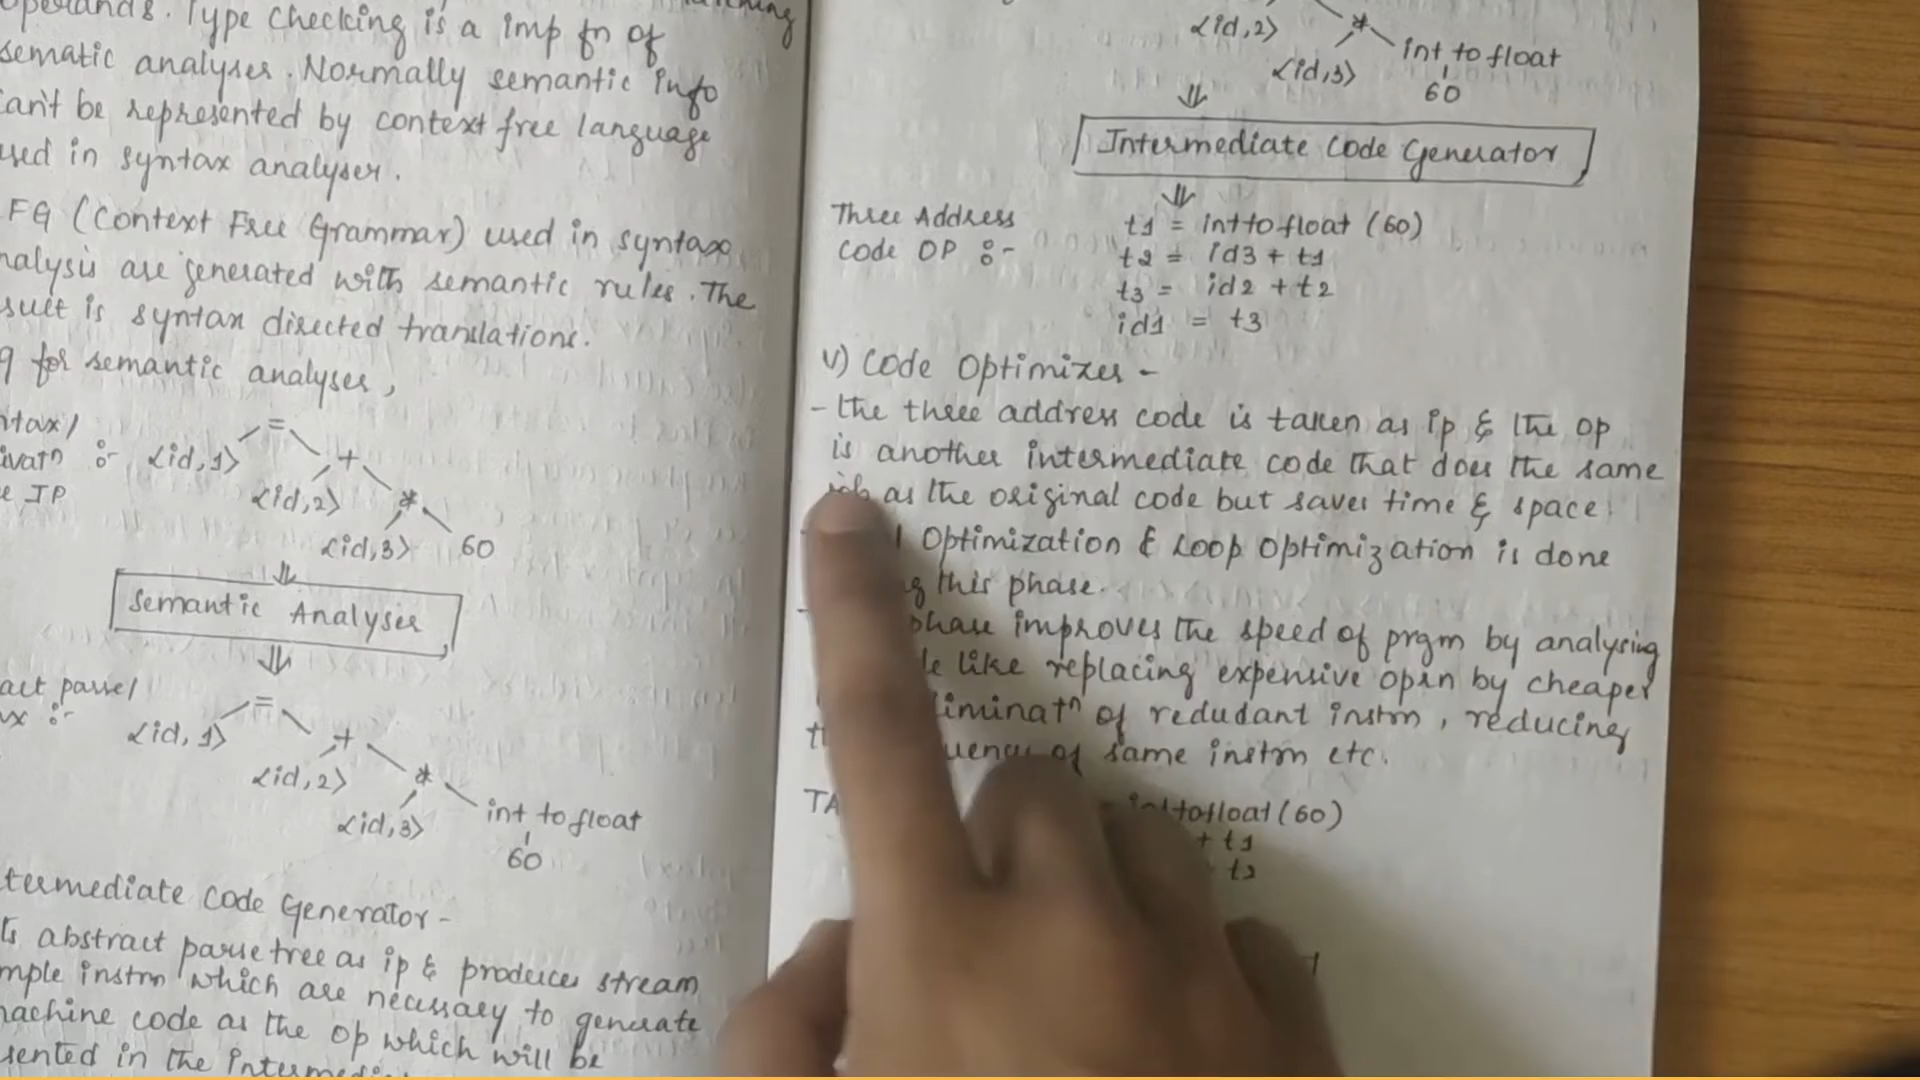 operands. Type checking is a imp fn of
sematic analyses. Normally semantic info
can't be represented by context free language
used in syntax analyser.
FG (Context Free Grammar) used in syntax
nalysis are generated with semantic rules. The
sult is syntax directed translations.
g for semantic analyses,
ntax/
ivatn :-
e IP
=
<id,1>
+
<id,2>
*
<id,3>
60
Semantic Analyser
act parse/
ax :-
=
<id,1>
+
<id,2>
*
<id,3>
int to float
60
termediate Code Generator -
ts abstract parse tree as ip & produces stream
mple instrn which are necessary to generate
machine code as the op which will be
sented in the
<id,2>
*
<id,3>
int to float
60
Intermediate Code Generator
Three Address
Code OP :-
t1 = inttofloat (60)
t2 = id3 + t1
t3 = id2 + t2
id1 = t3
v) Code Optimizer -
- the three address code is taken as ip & the op
is another intermediate code that does the same
job as the original code but saves time & space
Optimization & Loop Optimization is done
this phase.
phase improves the speed of prgm by analysing
like replacing expensive oprn by cheaper
of redudant instrn, reducing
of same instrn etc.
TA
inttofloat (60)
+ t1
+ t2